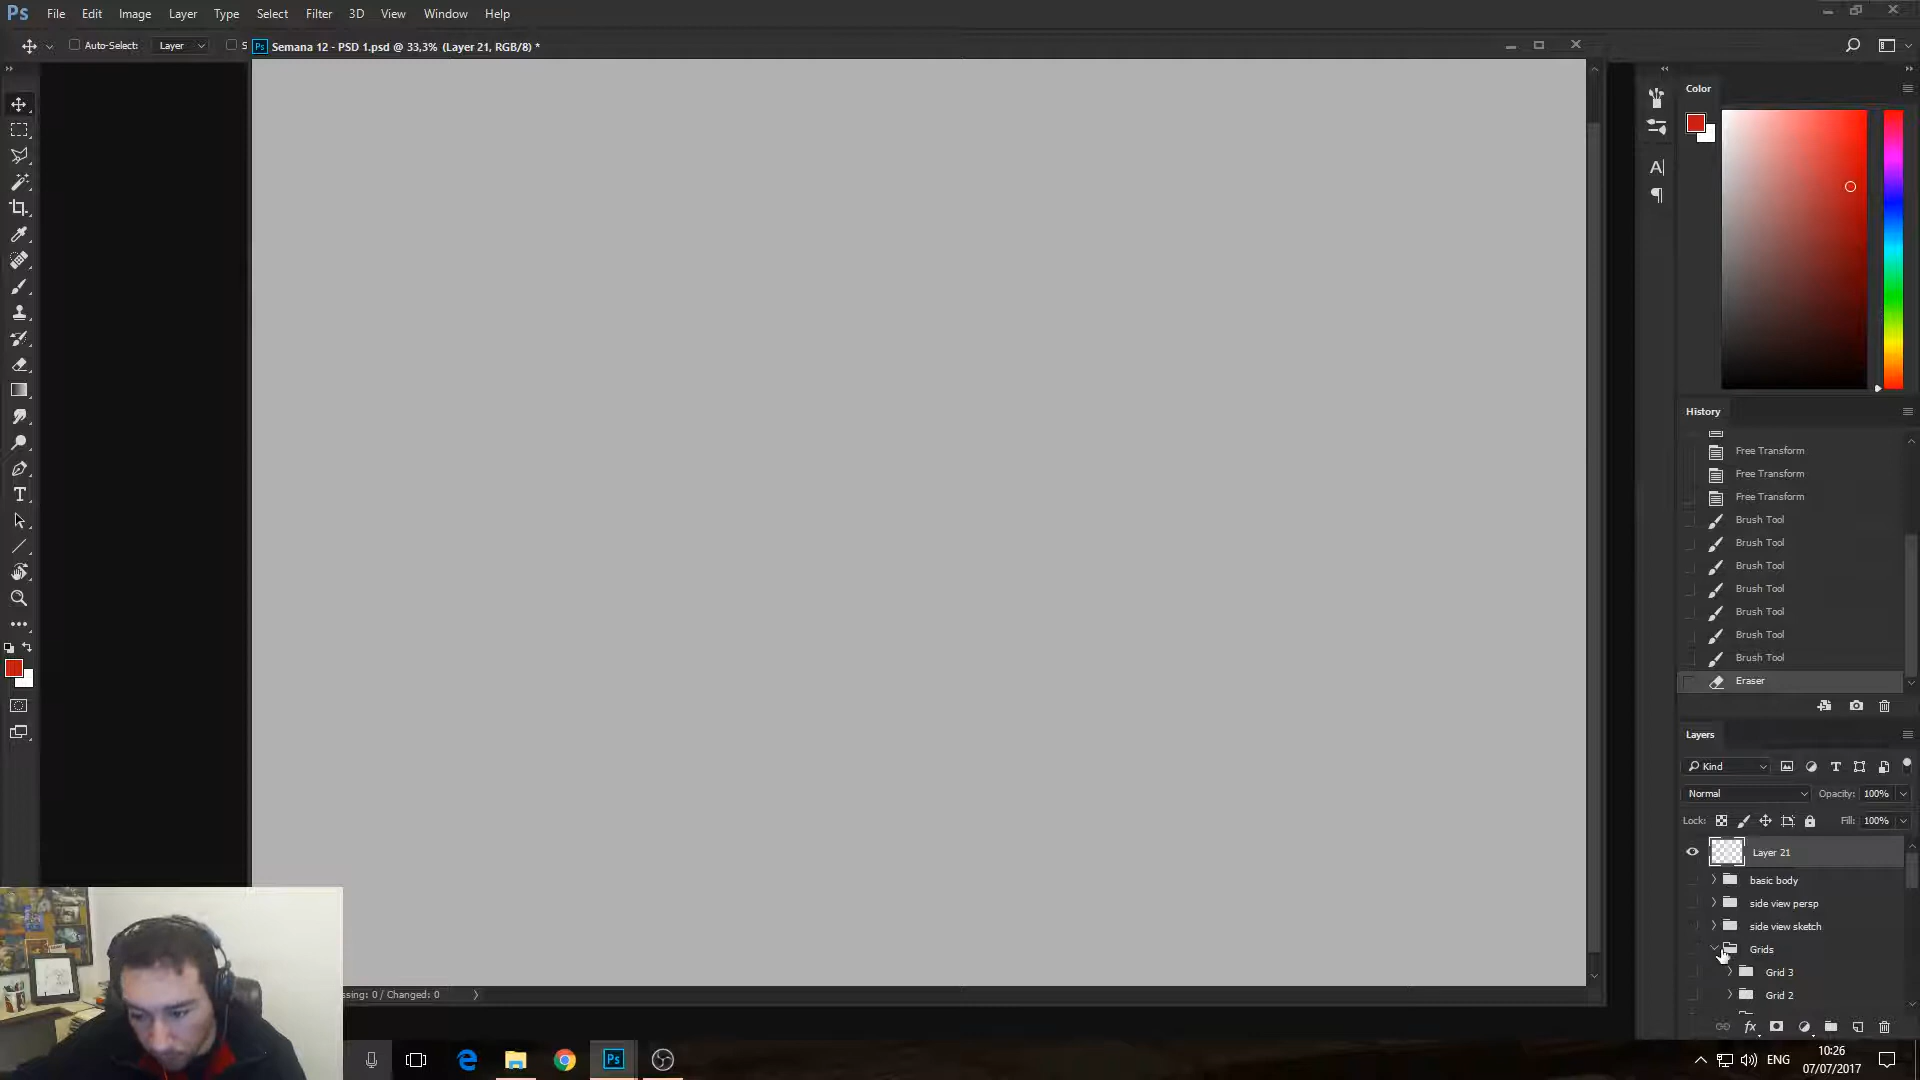 Ps File Edit Image Layer Type Select Filter 3D View Window Help
Auto-Select: Layer S
Ps Semana 12 - PSD 1.psd @ 33,3% (Layer 21, RGB/8) *
Color
History
Free Transform
Free Transform
Free Transform
Brush Tool
Brush Tool
Brush Tool
Brush Tool
Brush Tool
Brush Tool
Brush Tool
Eraser
Layers
Kind
Normal Opacity: 100%
Lock: Fill: 100%
Layer 21
basic body
side view persp
side view sketch
Grids
Grid 3
Grid 2
ssing: 0 / Changed: 0
Ps
ENG
10:26
07/07/2017